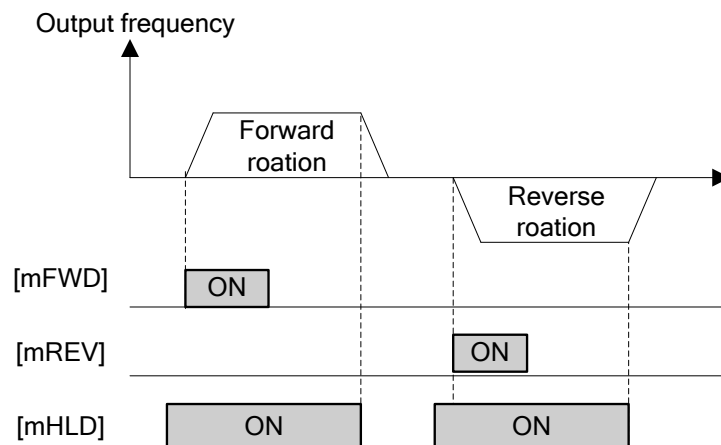 Output frequency
Forward
roation
Reverse
roation
[mFWD]
ON
[mREV]
ON
[mHLD]
ON
ON